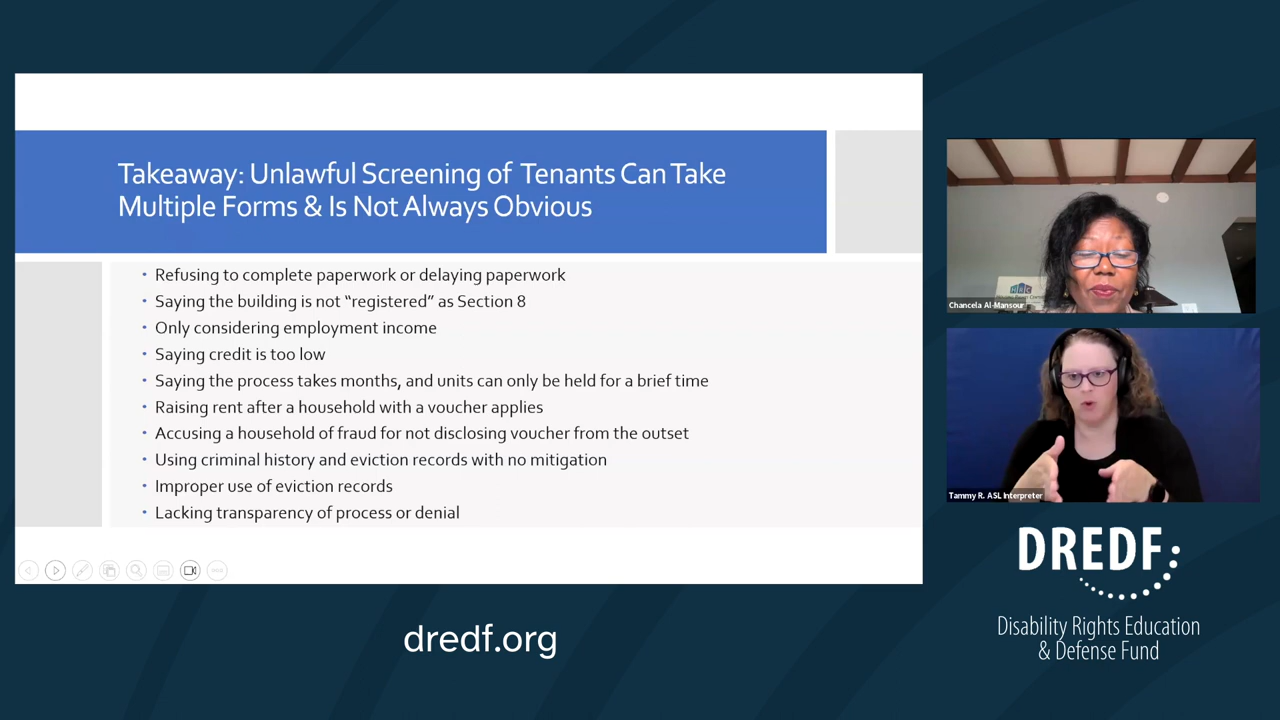 Takeaway: Unlawful Screening of Tenants Can Take
Multiple Forms & Is Not Always Obvious
• Refusing to complete paperwork or delaying paperwork
• Saying the building is not “registered” as Section 8
• Only considering employment income
• Saying credit is too low
• Saying the process takes months, and units can only be held for a brief time
• Raising rent after a household with a voucher applies
• Accusing a household of fraud for not disclosing voucher from the outset
• Using criminal history and eviction records with no mitigation
• Improper use of eviction records
• Lacking transparency of process or denial
Chancela Al-Mansour
Tammy R. ASL Interpreter
DREDF
Disability Rights Education
& Defense Fund
dredf.org